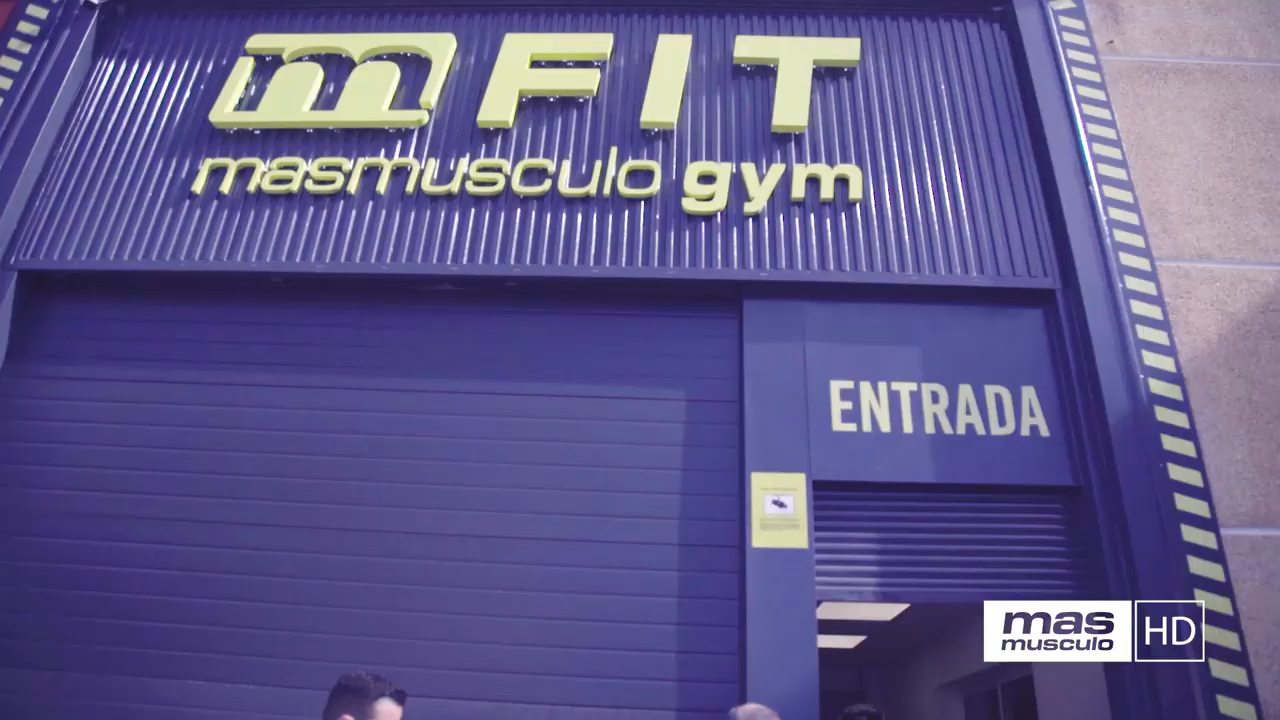 m FIT
masmusculo gym
ENTRADA
mas
musculo
HD